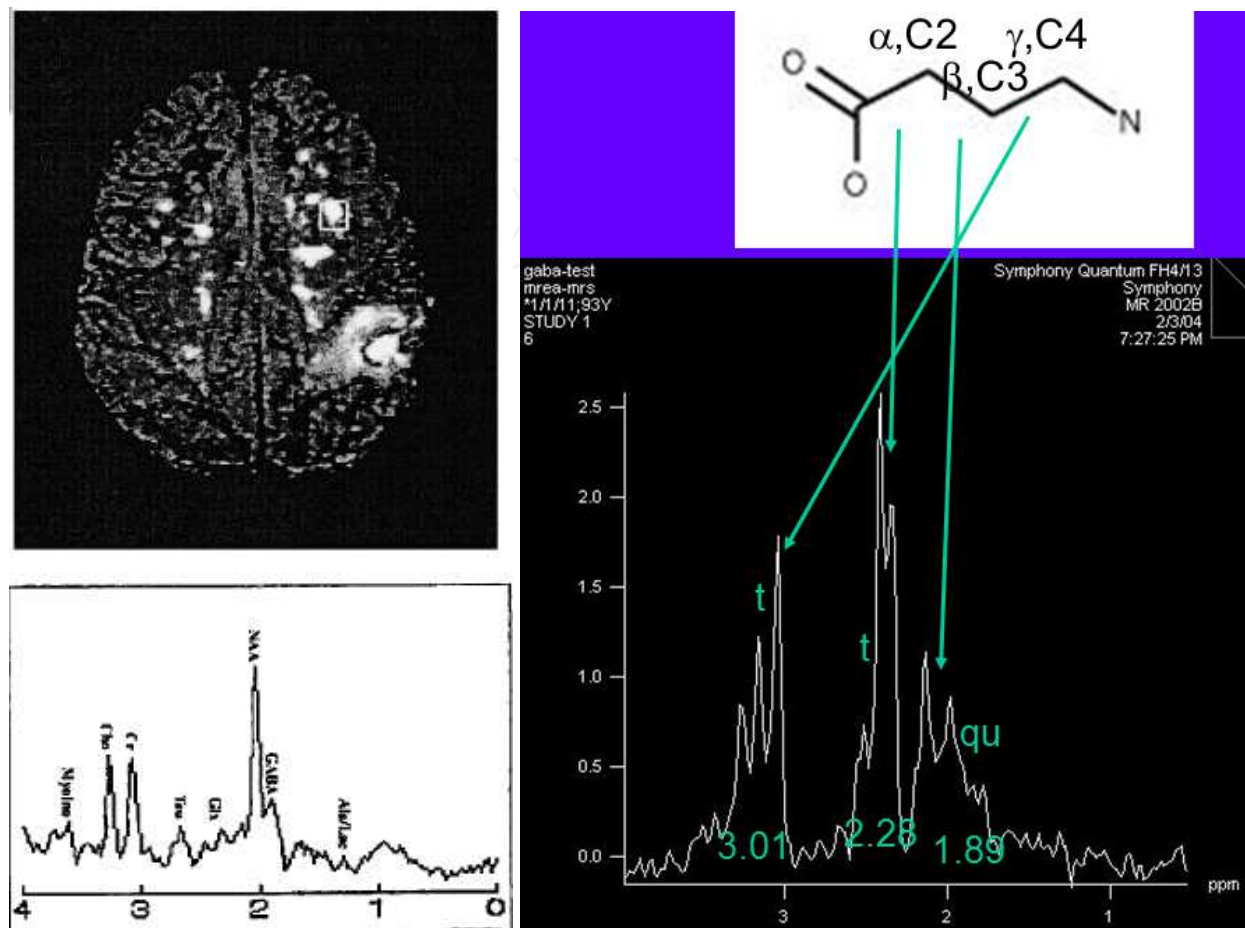 α,C2
γ,C4
β,C3
O
N
O
gaba-test
mrea-mrs
*1/1/11;93Y
STUDY 1
6
Symphony Quantum FH4/13
Symphony
MR 2002B
2/3/04
7:27:25 PM
2.5
2.0
1.5
1.0
0.5
0.0
t
t
qu
3.01
2.28
1.89
ppm
3
2
1
Myoino
Cho
Cr
Tau
Glx
NAA
GABA
Ala/Lac
4
3
2
1
0